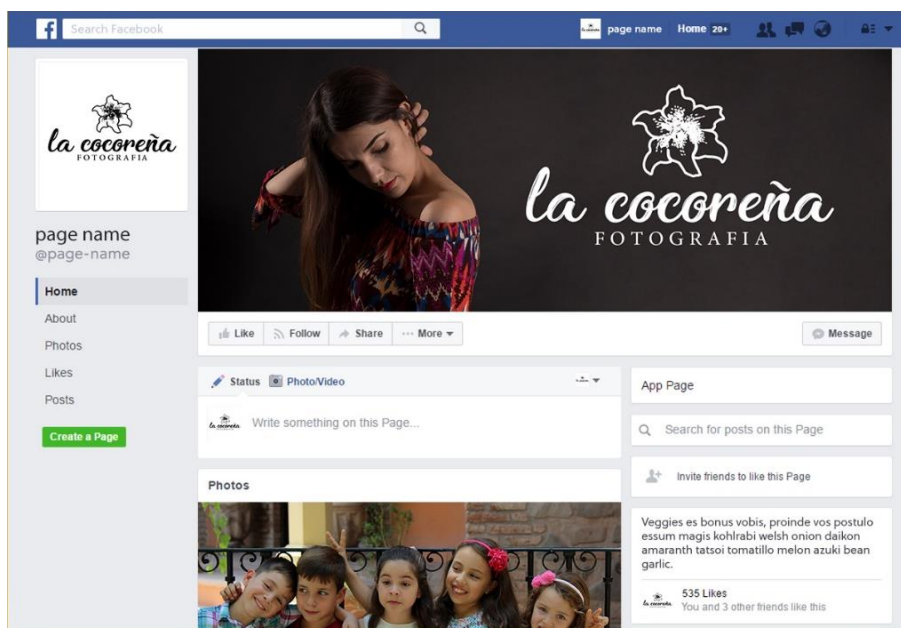 Search Facebook
page name
Home 20+
la cocoreña
FOTOGRAFIA
la cocoreña
FOTOGRAFIA
page name
@page-name
Home
About
Photos
Likes
Posts
Create a Page
Like
Follow
Share
More
Message
Status
Photo/Video
la cocoreña
Write something on this Page...
Photos
App Page
Search for posts on this Page
Invite friends to like this Page
Veggies es bonus vobis, proinde vos postulo
essum magis kohlrabi welsh onion daikon
amaranth tatsoi tomatillo melon azuki bean
garlic.
la cocoreña
535 Likes
You and 3 other friends like this